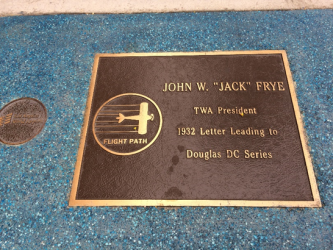 JOHN W. "JACK" FRYE
TWA President
1932 Letter Leading to
Douglas DC Series
FLIGHT PATH